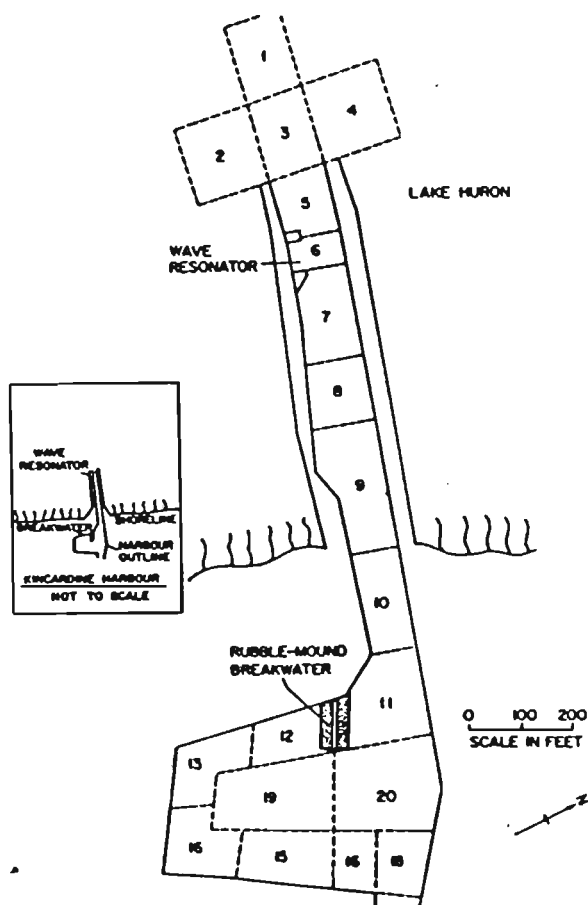 1
2
3
4
LAKE HURON
5
WAVE
RESONATOR
6
7
8
WAVE
RESONATOR
BREAKWATER
SHORELINE
HARBOUR
OUTLINE
KINCARDINE HARBOUR
NOT TO SCALE
9
10
RUBBLE-MOUND
BREAKWATER
11
0 100 200
SCALE IN FEET
12
13
19
20
N
16
15
16
18